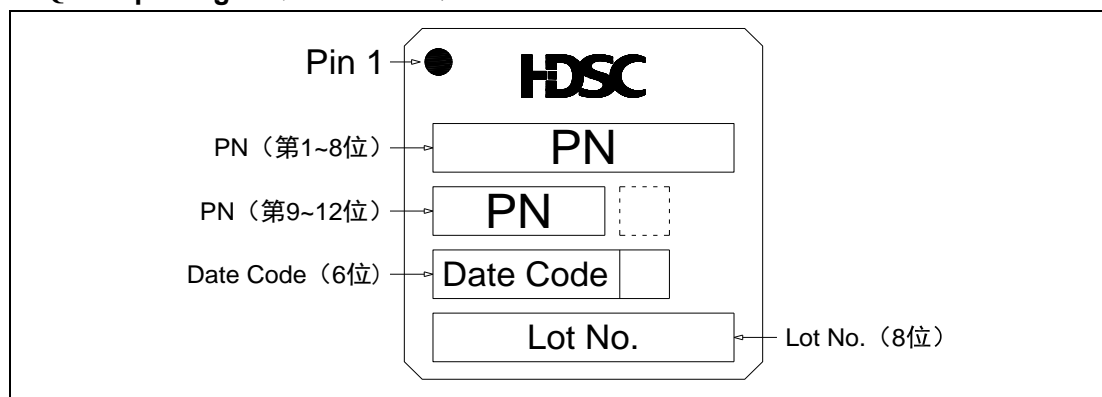 Pin 1
HDSC
PN（第1~8位）
PN
PN（第9~12位）
PN
Date Code（6位）
Date Code
Lot No.
Lot No.（8位）